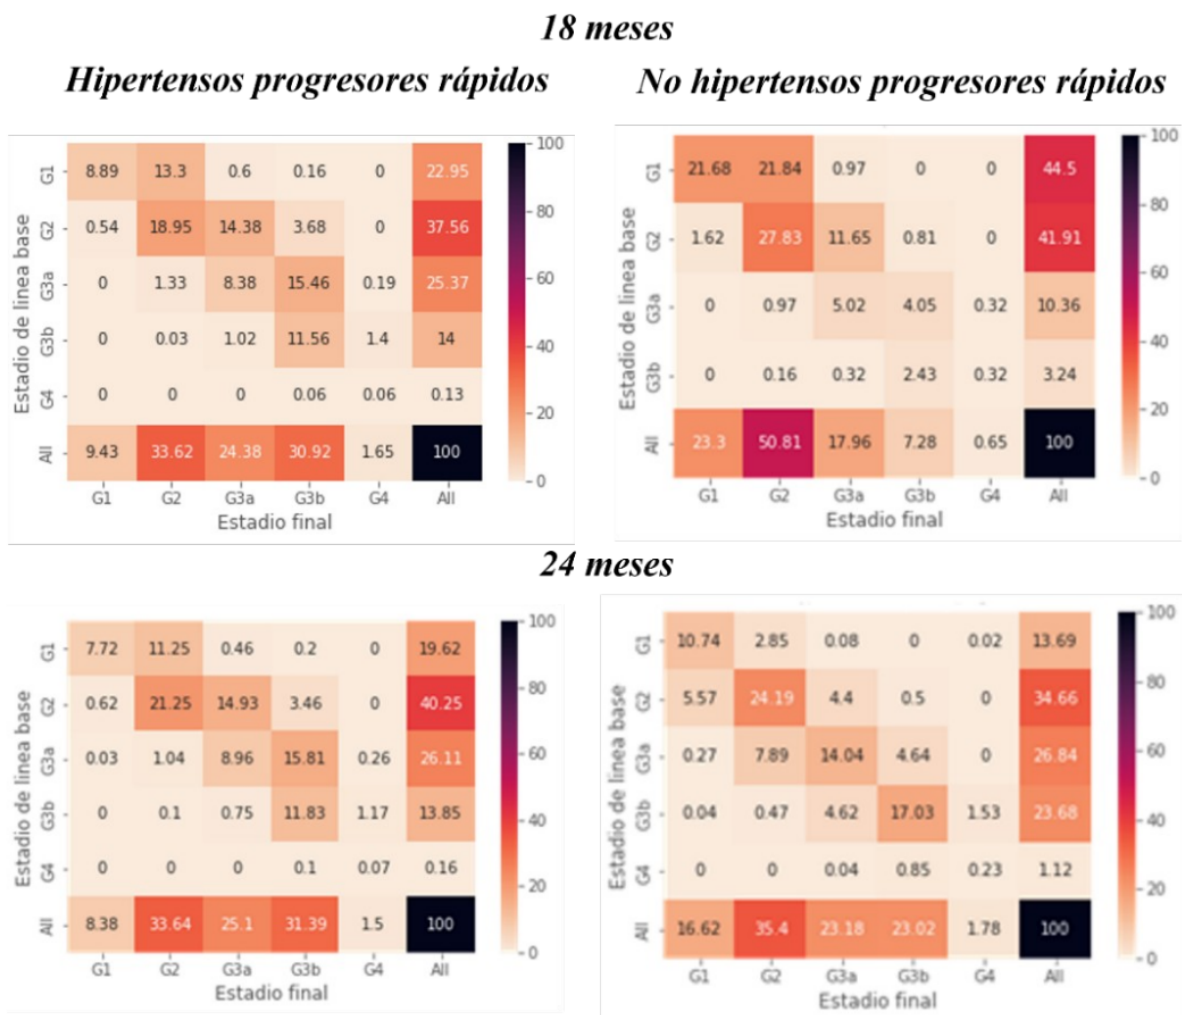 18 meses
Hipertensos progresores rápidos
No hipertensos progresores rápidos
G1 8.89 13.3 0.6 0.16 0 22.95
G2 0.54 18.95 14.38 3.68 0 37.56
G3a 0 1.33 8.38 15.46 0.19 25.37
G3b 0 0.03 1.02 11.56 1.4 14
G4 0 0 0 0.06 0.06 0.13
All 9.43 33.62 24.38 30.92 1.65 100
G1 G2 G3a G3b G4 All
Estadio final
Estadio de linea base
100
80
60
40
20
0
G1 21.68 21.84 0.97 0 0 44.5
G2 1.62 27.83 11.65 0.81 0 41.91
G3a 0 0.97 5.02 4.05 0.32 10.36
G3b 0 0.16 0.32 2.43 0.32 3.24
All 23.3 50.81 17.96 7.28 0.65 100
G1 G2 G3a G3b G4 All
Estadio final
Estadio de linea base
100
80
60
40
20
0
24 meses
G1 7.72 11.25 0.46 0.2 0 19.62
G2 0.62 21.25 14.93 3.46 0 40.25
G3a 0.03 1.04 8.96 15.81 0.26 26.11
G3b 0 0.1 0.75 11.83 1.17 13.85
G4 0 0 0 0.1 0.07 0.16
All 8.38 33.64 25.1 31.39 1.5 100
G1 G2 G3a G3b G4 All
Estadio final
Estadio de linea base
100
80
60
40
20
0
G1 10.74 2.85 0.08 0 0.02 13.69
G2 5.57 24.19 4.4 0.5 0 34.66
G3a 0.27 7.89 14.04 4.64 0 26.84
G3b 0.04 0.47 4.62 17.03 1.53 23.68
G4 0 0 0.04 0.85 0.23 1.12
All 16.62 35.4 23.18 23.02 1.78 100
G1 G2 G3a G3b G4 All
Estadio final
Estadio de linea base
100
80
60
40
20
0